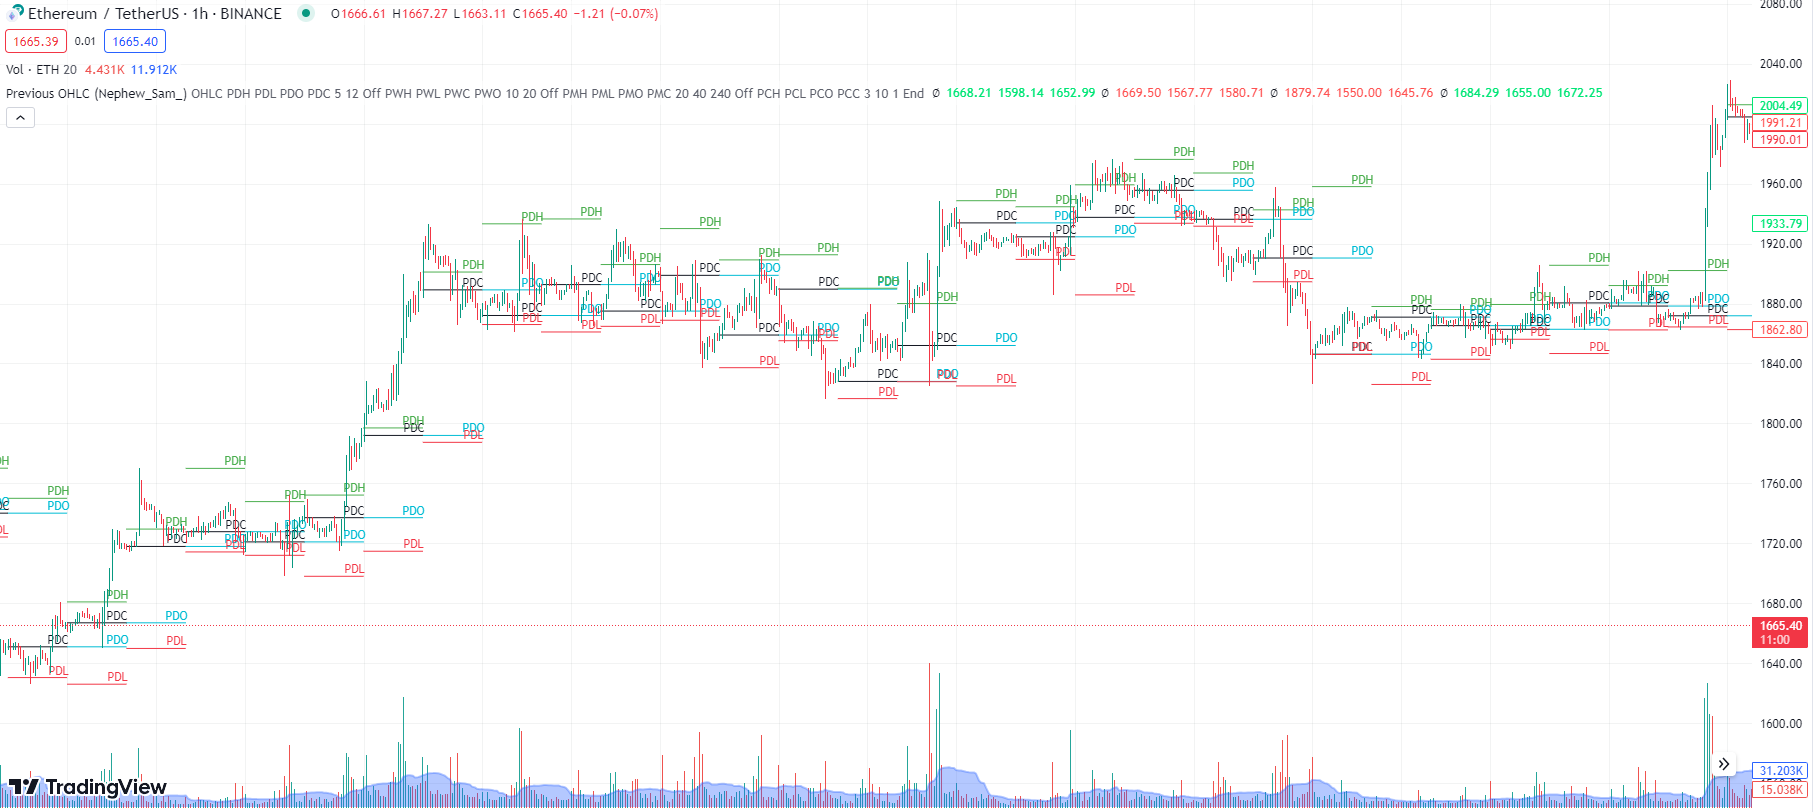 Ethereum / TetherUS · 1h · BINANCE O1666.61 H1667.27 L1663.11 C1665.40 −1.21 (−0.07%)
1665.39 0.01 1665.40
Vol · ETH 20 4.431K 11.912K
Previous OHLC (Nephew_Sam_) OHLC PDH PDL PDO PDC 5 12 Off PWH PWL PWC PWO 10 20 Off PMH PML PMO PMC 20 40 240 Off PCH PCL PCO PCC 3 10 1 End Ø 1668.21 1598.14 1652.99 Ø 1669.50 1567.77 1580.71 Ø 1879.74 1550.00 1645.76 Ø 1684.29 1655.00 1672.25
2080.00
2040.00
2004.49
1991.21
1990.01
1960.00
1933.79
1920.00
1880.00
1862.80
1840.00
1800.00
1760.00
1720.00
1680.00
1665.40
11:00
1640.00
1600.00
31.203K
15.038K
PDH
PDC
PDO
PDL
TradingView